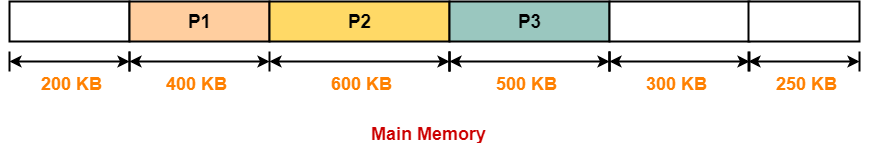 P1 P2 P3
200 KB 400 KB 600 KB 500 KB 300 KB 250 KB
Main Memory